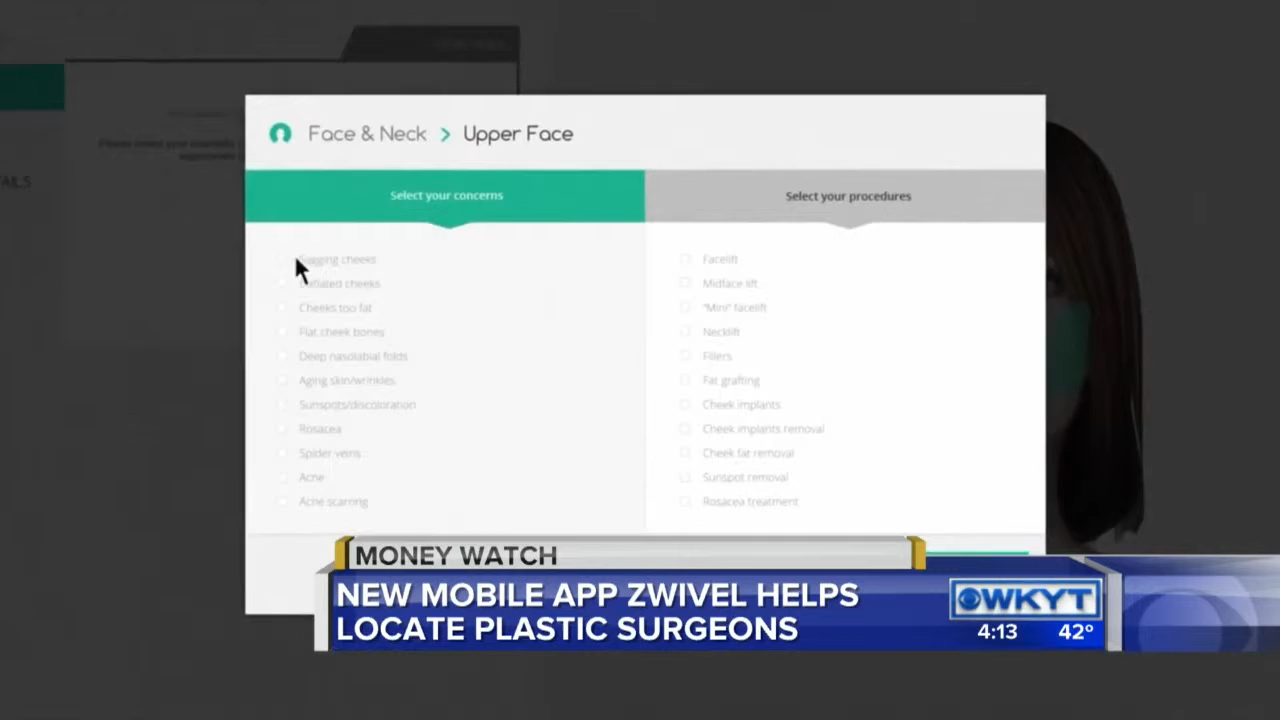 Face & Neck > Upper Face
Select your concerns
Sagging cheeks
cheeks
Cheeks too fat
Flat cheek bones
Deep nasolabial folds
Aging skin/wrinkles
Sunspots/discoloration
Rosacea
Spider veins
Acne
Acne scarring
Select your procedures
Facelift
Midface lift
"Mini" facelift
Necklift
Fillers
Fat grafting
Cheek implants
Cheek implants removal
Cheek fat removal
Sunspot removal
Rosacea treatment
MONEY WATCH
NEW MOBILE APP ZWIVEL HELPS
LOCATE PLASTIC SURGEONS
WKYT
4:13 42°